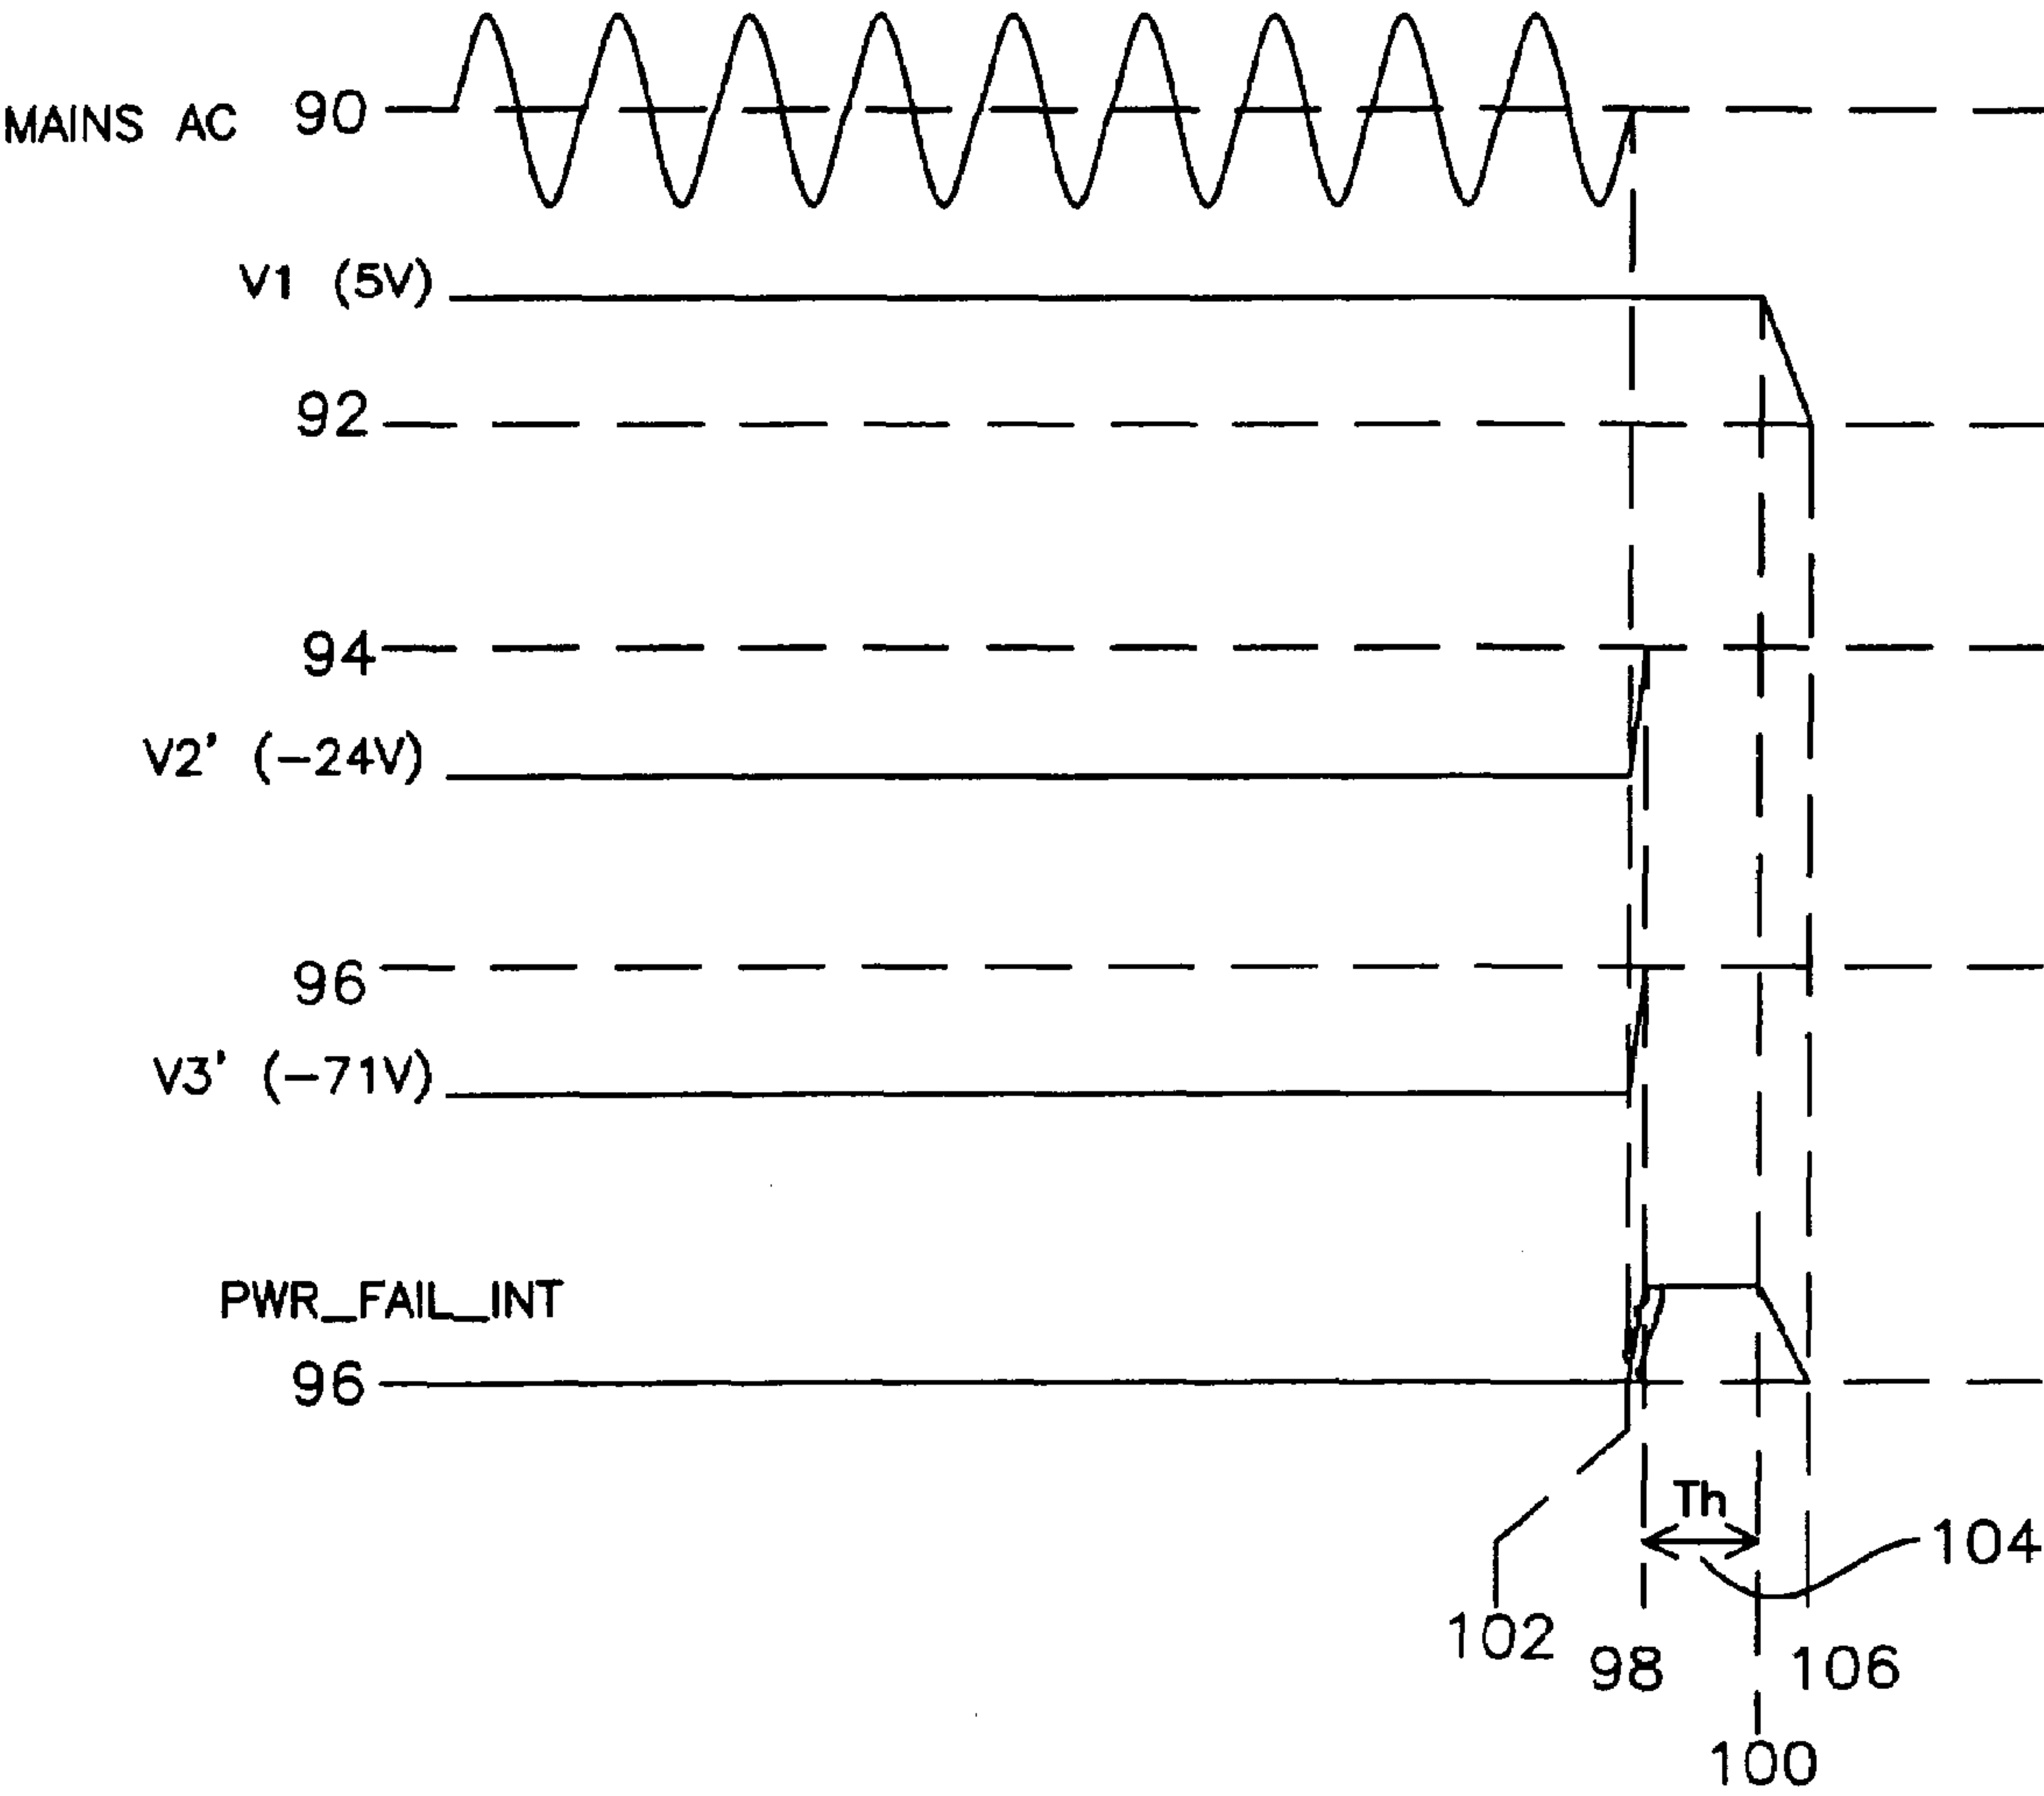 MAINS AC 90
V1 (5V)
92
94
V2' (-24V)
96
V3' (-71V)
PWR_FAIL_INT
96
Th
104
102
98
106
100